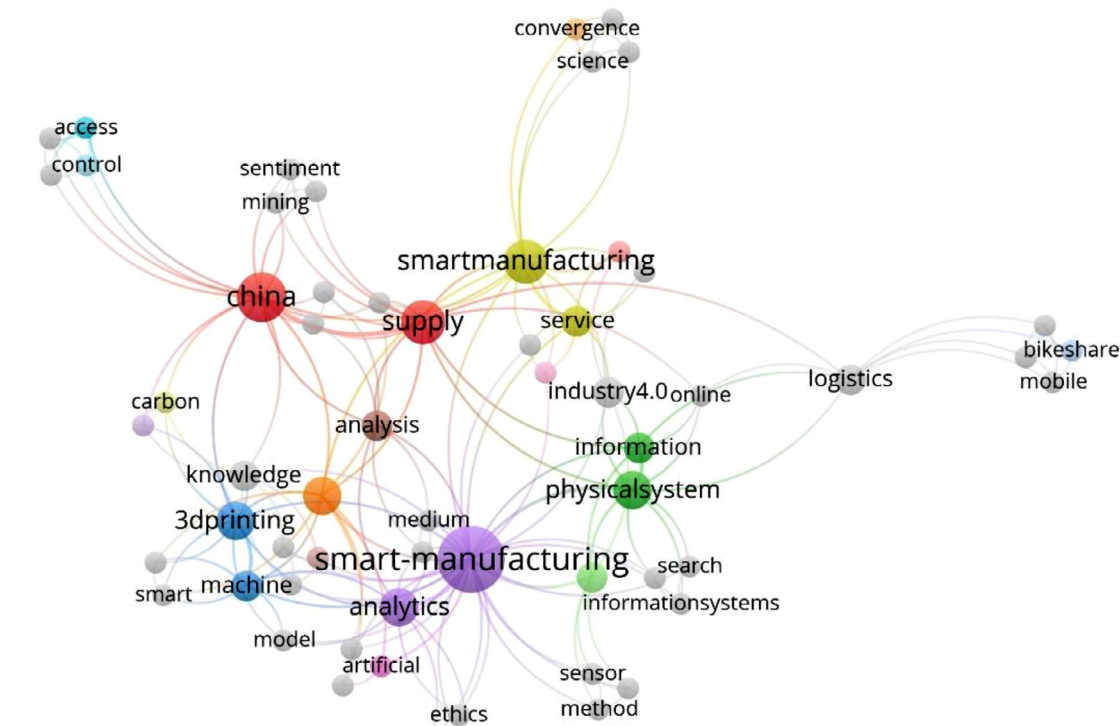 convergence
science
access
control
sentiment
mining
smartmanufacturing
china
supply
service
bikeshare
logistics
mobile
industry4.0
online
carbon
analysis
information
knowledge
physicalsystem
3dprinting
medium
smart-manufacturing
search
machine
smart
analytics
informationsystems
model
artificial
sensor
method
ethics